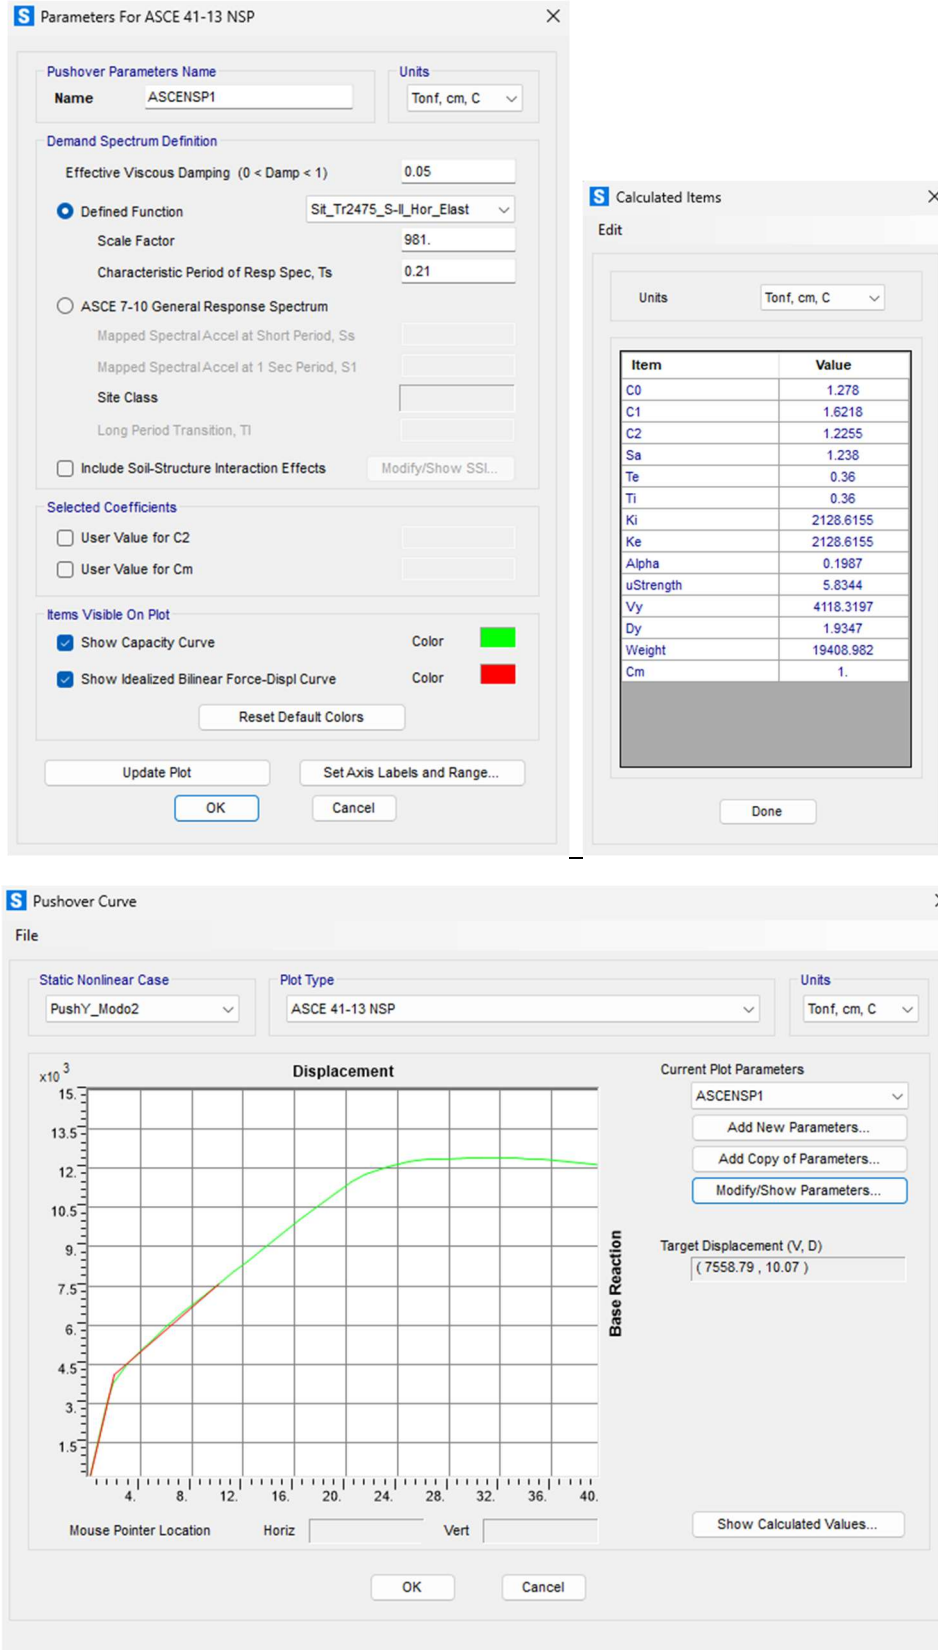 S Parameters For ASCE 41-13 NSP
Pushover Parameters Name
Name ASCENSP1
Units
Tonf, cm, C
Demand Spectrum Definition
Effective Viscous Damping (0 < Damp < 1) 0.05
Defined Function Sit_Tr2475_S-II_Hor_Elast
Scale Factor 981.
Characteristic Period of Resp Spec, Ts 0.21
ASCE 7-10 General Response Spectrum
Mapped Spectral Accel at Short Period, Ss
Mapped Spectral Accel at 1 Sec Period, S1
Site Class
Long Period Transition, Tl
Include Soil-Structure Interaction Effects Modify/Show SSI...
Selected Coefficients
User Value for C2
User Value for Cm
Items Visible On Plot
Show Capacity Curve Color
Show Idealized Bilinear Force-Displ Curve Color
Reset Default Colors
Update Plot Set Axis Labels and Range...
OK Cancel
S Calculated Items
Edit
Units Tonf, cm, C
Item Value
C0 1.278
C1 1.6218
C2 1.2255
Sa 1.238
Te 0.36
Ti 0.36
Ki 2128.6155
Ke 2128.6155
Alpha 0.1987
uStrength 5.8344
Vy 4118.3197
Dy 1.9347
Weight 19408.982
Cm 1.
Done
S Pushover Curve
File
Static Nonlinear Case
PushY_Modo2
Plot Type
ASCE 41-13 NSP
Units
Tonf, cm, C
x10 3
Displacement
15.
13.5
12.
10.5
9.
7.5
6.
4.5
3.
1.5
4. 8. 12. 16. 20. 24. 28. 32. 36. 40.
Base Reaction
Mouse Pointer Location Horiz Vert
Current Plot Parameters
ASCENSP1
Add New Parameters...
Add Copy of Parameters...
Modify/Show Parameters...
Target Displacement (V, D)
( 7558.79 , 10.07 )
Show Calculated Values...
OK Cancel